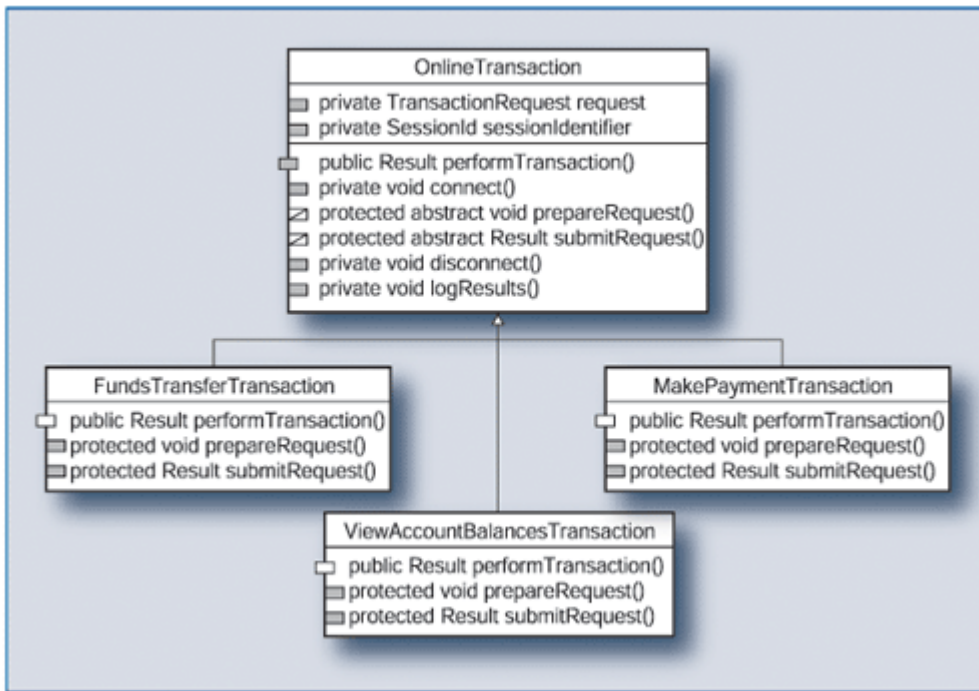 OnlineTransaction
private TransactionRequest request
private SessionId sessionIdentifier
public Result performTransaction()
private void connect()
protected abstract void prepareRequest()
protected abstract Result submitRequest()
private void disconnect()
private void logResults()
FundsTransferTransaction
public Result performTransaction()
protected void prepareRequest()
protected Result submitRequest()
MakePaymentTransaction
public Result performTransaction()
protected void prepareRequest()
protected Result submitRequest()
ViewAccountBalancesTransaction
public Result performTransaction()
protected void prepareRequest()
protected Result submitRequest()